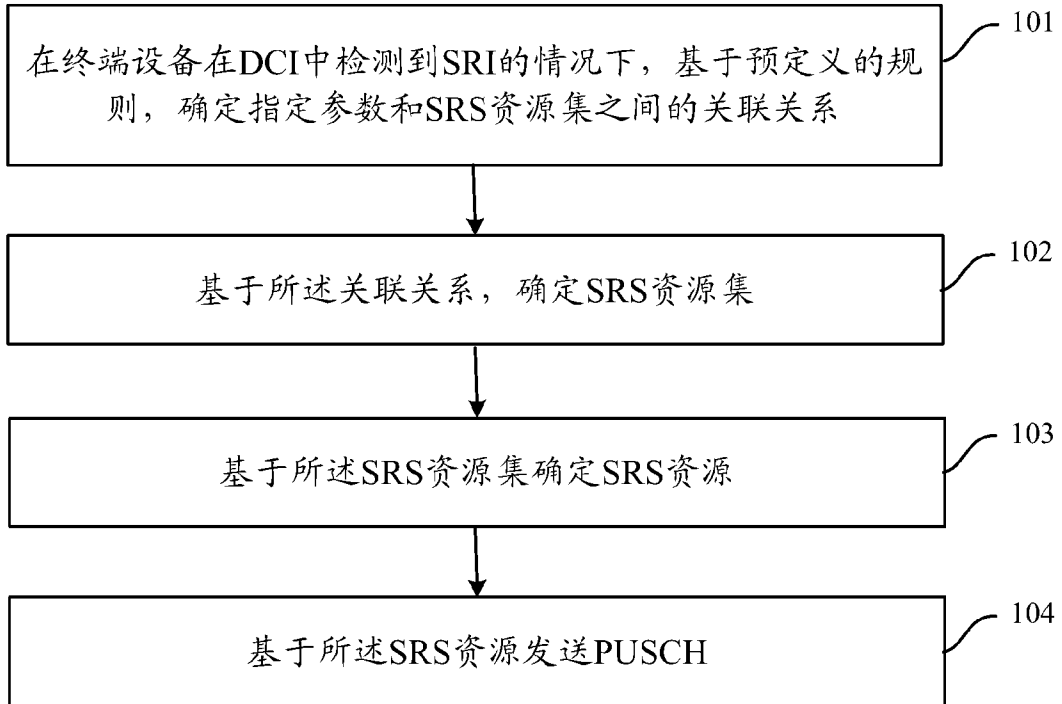 在终端设备在DCI中检测到SRI的情况下，基于预定义的规
则，确定指定参数和SRS资源集之间的关联关系
101
基于所述关联关系，确定SRS资源集
102
基于所述SRS资源集确定SRS资源
103
基于所述SRS资源发送PUSCH
104